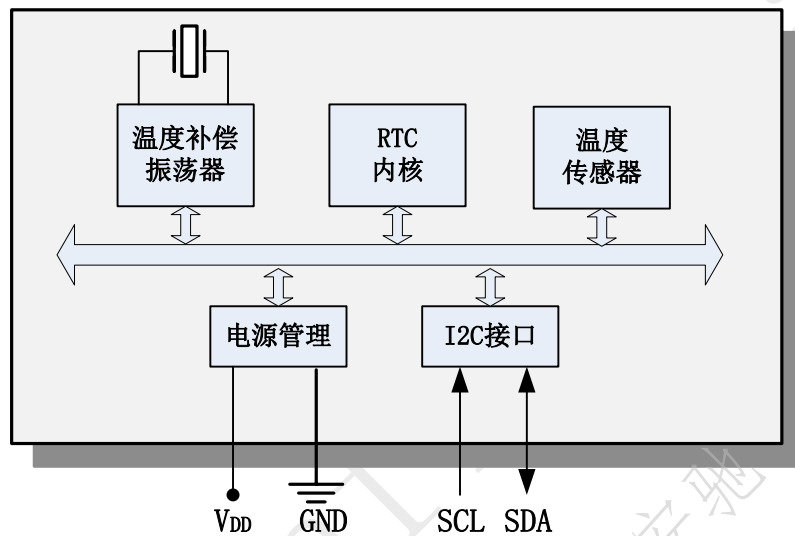 温度补偿
振荡器
RTC
内核
温度
传感器
电源管理
I2C接口
VDD
GND
SCL
SDA